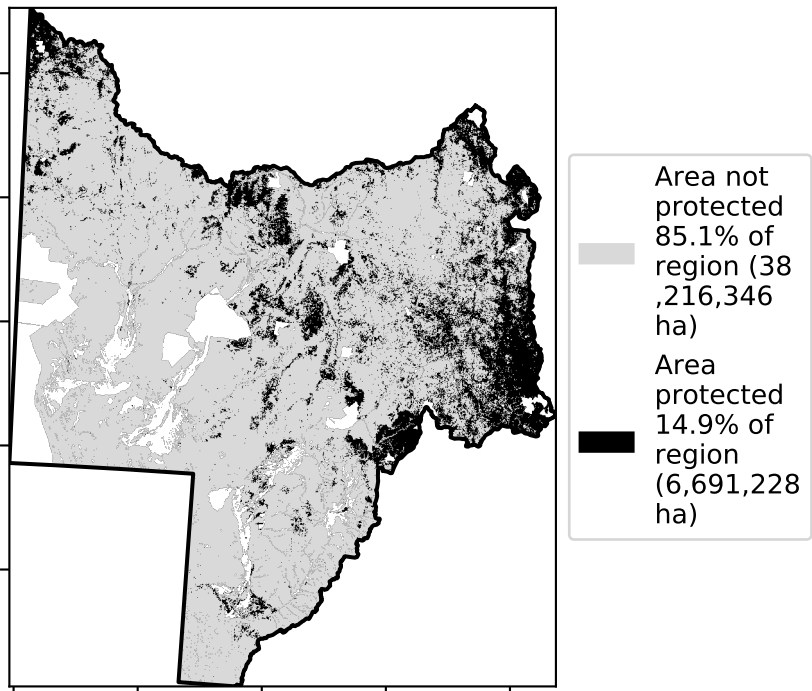 Area not
protected
85.1% of
region (38
,216,346
ha)
Area
protected
14.9% of
region
(6,691,228
ha)